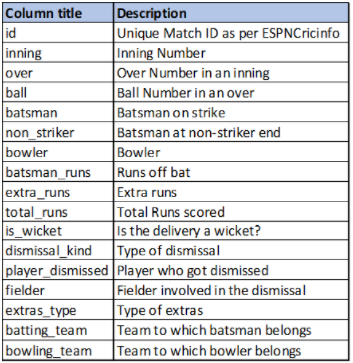 Column title Description
id Unique Match ID as per ESPNCricinfo
inning Inning Number
over Over Number in an inning
ball Ball Number in an over
batsman Batsman on strike
non_striker Batsman at non-striker end
bowler Bowler
batsman_runs Runs off bat
extra_runs Extra runs
total_runs Total Runs scored
is_wicket Is the delivery a wicket?
dismissal_kind Type of dismissal
player_dismissed Player who got dismissed
fielder Fielder involved in the dismissal
extras_type Type of extras
batting_team Team to which batsman belongs
bowling_team Team to which bowler belongs